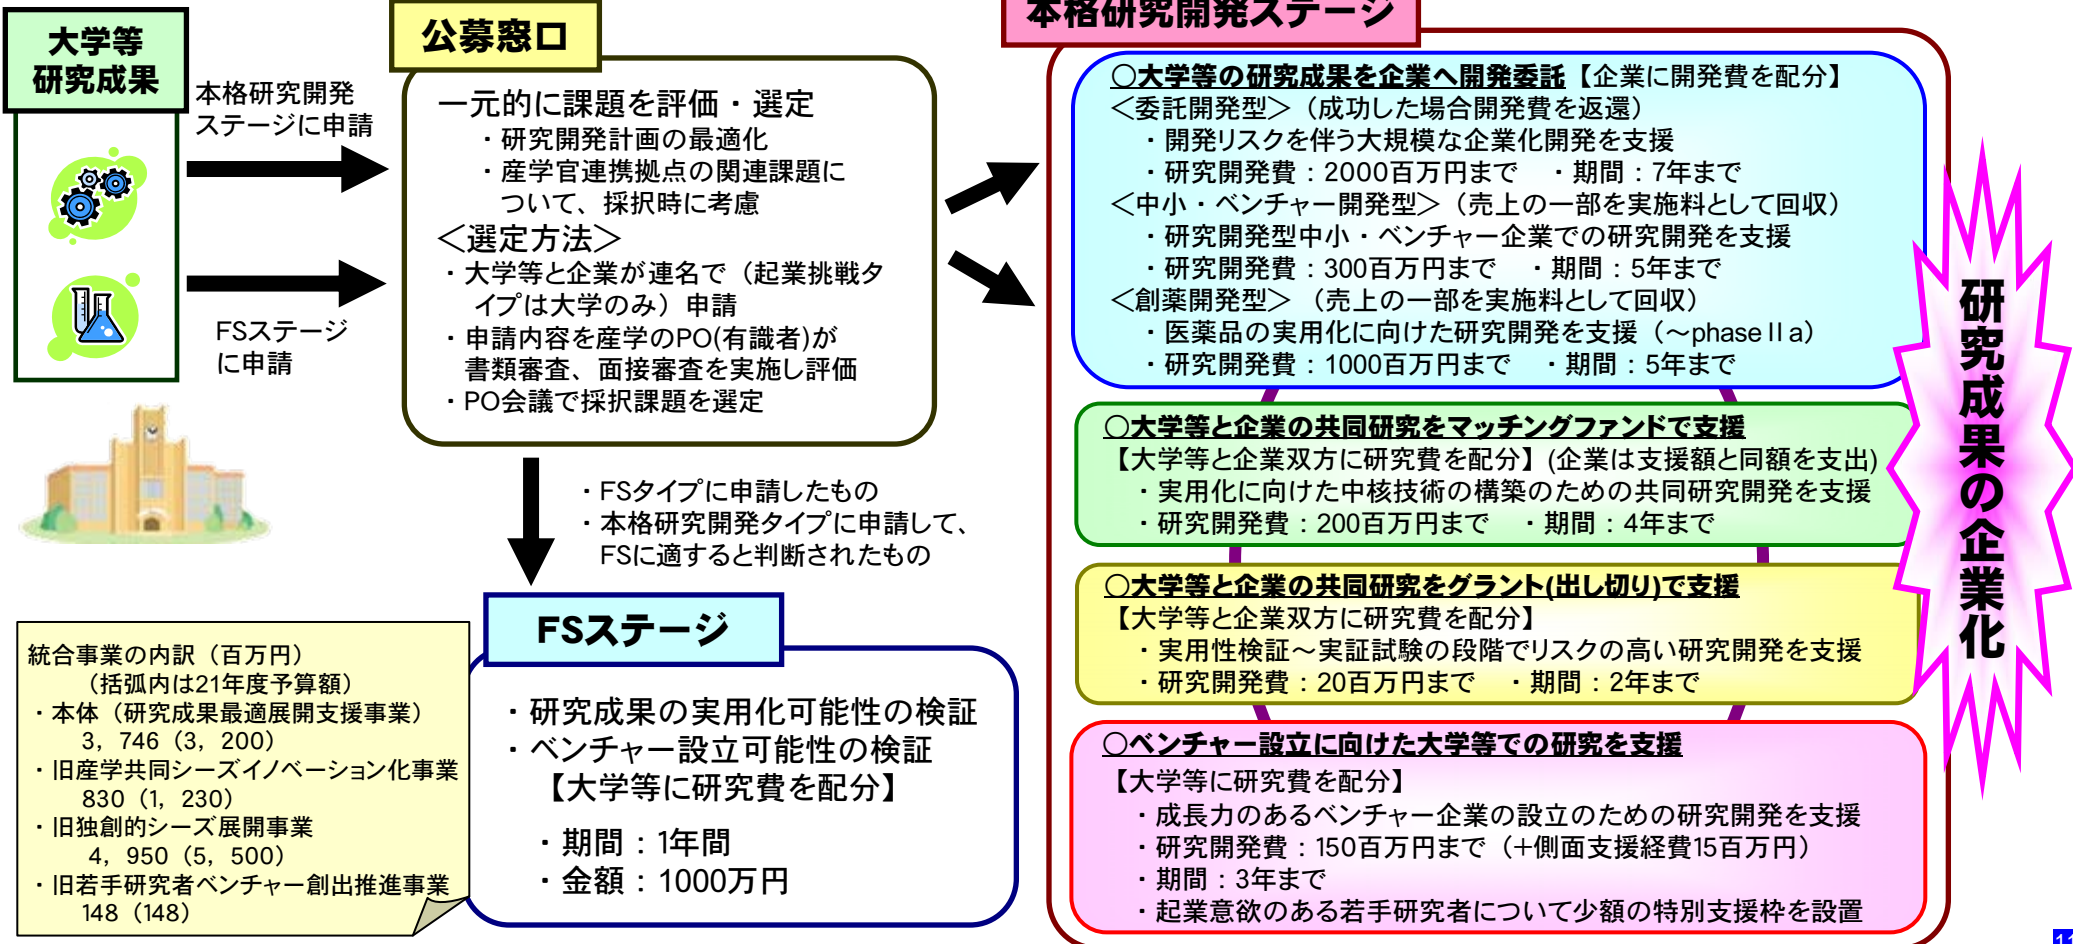 大学等
研究成果
本格研究開発
ステージに申請
FSステージ
に申請
公募窓口
一元的に課題を評価・選定
・研究開発計画の最適化
・産学官連携拠点の関連課題に
ついて、採択時に考慮
＜選定方法＞
・大学等と企業が連名で（起業挑戦タ
イプは大学のみ）申請
・申請内容を産学のPO(有識者)が
書類審査、面接審査を実施し評価
・PO会議で採択課題を選定
・FSタイプに申請したもの
・本格研究開発タイプに申請して、
FSに適すると判断されたもの
FSステージ
・研究成果の実用化可能性の検証
・ベンチャー設立可能性の検証
【大学等に研究費を配分】
・期間：1年間
・金額：1000万円
統合事業の内訳（百万円）
（括弧内は21年度予算額）
・本体（研究成果最適展開支援事業）
3，746（3，200）
・旧産学共同シーズイノベーション化事業
830（1，230）
・旧独創的シーズ展開事業
4，950（5，500）
・旧若手研究者ベンチャー創出推進事業
148（148）
本格研究開発ステージ
○大学等の研究成果を企業へ開発委託【企業に開発費を配分】
＜委託開発型＞（成功した場合開発費を返還）
・開発リスクを伴う大規模な企業化開発を支援
・研究開発費：2000百万円まで　・期間：7年まで
＜中小・ベンチャー開発型＞（売上の一部を実施料として回収）
・研究開発型中小・ベンチャー企業での研究開発を支援
・研究開発費：300百万円まで　・期間：5年まで
＜創薬開発型＞（売上の一部を実施料として回収）
・医薬品の実用化に向けた研究開発を支援（～phaseⅡa）
・研究開発費：1000百万円まで　・期間：5年まで
○大学等と企業の共同研究をマッチングファンドで支援
【大学等と企業双方に研究費を配分】(企業は支援額と同額を支出)
・実用化に向けた中核技術の構築のための共同研究開発を支援
・研究開発費：200百万円まで　・期間：4年まで
○大学等と企業の共同研究をグラント(出し切り)で支援
【大学等と企業双方に研究費を配分】
・実用性検証～実証試験の段階でリスクの高い研究開発を支援
・研究開発費：20百万円まで　・期間：2年まで
○ベンチャー設立に向けた大学等での研究を支援
【大学等に研究費を配分】
・成長力のあるベンチャー企業の設立のための研究開発を支援
・研究開発費：150百万円まで（＋側面支援経費15百万円）
・期間：3年まで
・起業意欲のある若手研究者について少額の特別支援枠を設置
研究成果の企業化